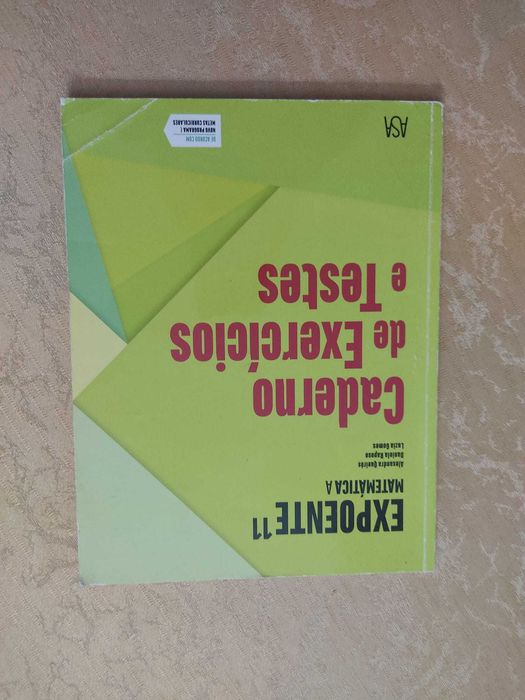 EXPOENTE 11
MATEMÁTICA A
Alexandra Queirós
Daniela Raposo
Luzia Gomes
Caderno
de Exercícios
e Testes
DE ACORDO COM
NOVO PROGRAMA |
METAS CURRICULARES
ASA